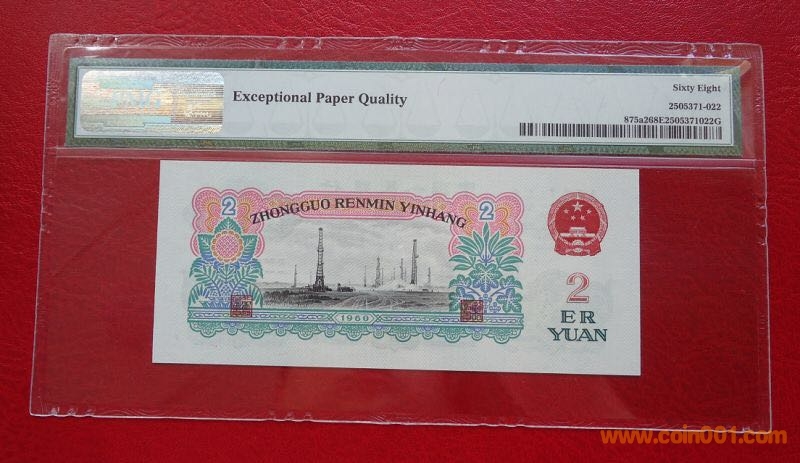 Exceptional Paper Quality
Sixty Eight
2505371-022
875a268E2505371022G
ZHONGGUO RENMIN YINHANG
2
2
1960
2
ER
YUAN
www.coin001.com